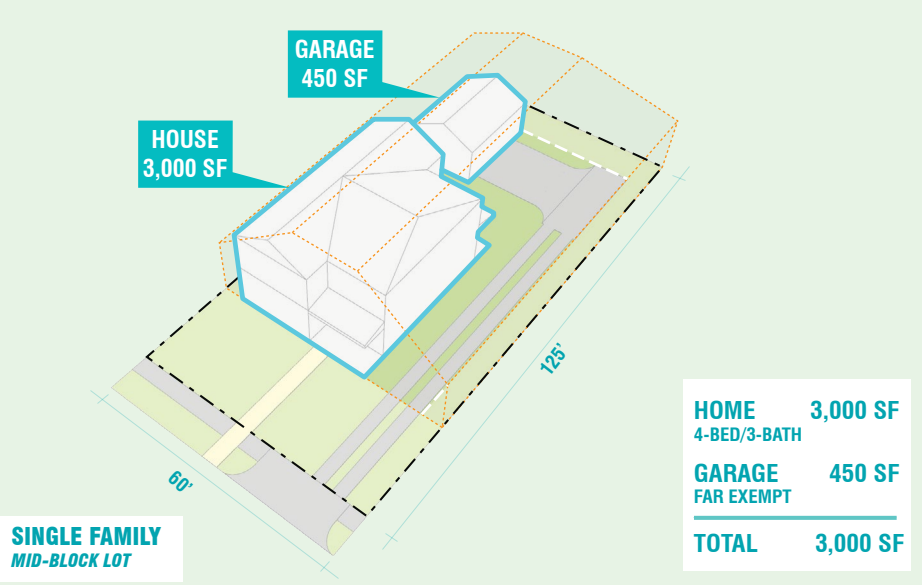 GARAGE
450 SF
HOUSE
3,000 SF
125’
60’
HOME 3,000 SF
4-BED/3-BATH
GARAGE 450 SF
FAR EXEMPT
TOTAL 3,000 SF
SINGLE FAMILY
MID-BLOCK LOT